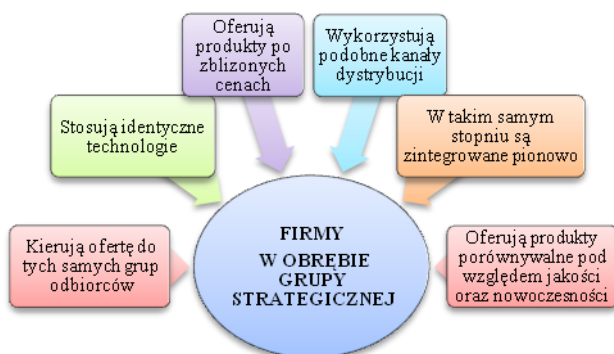 Oferują
produkty po
zblizonych
cenach
Wykorzystują
podobne kanały
dystrybucji
Stosują identyczne
technologie
W takim samym
stopniu są
zintegrowane pionowo
Kierują ofertę do
tych samych grup
odbiorców
FIRMY
W OBRĘBIE
GRUPY
STRATEGICZNEJ
Oferują produkty
porównywalne pod
względem jakości
oraz nowoczesności